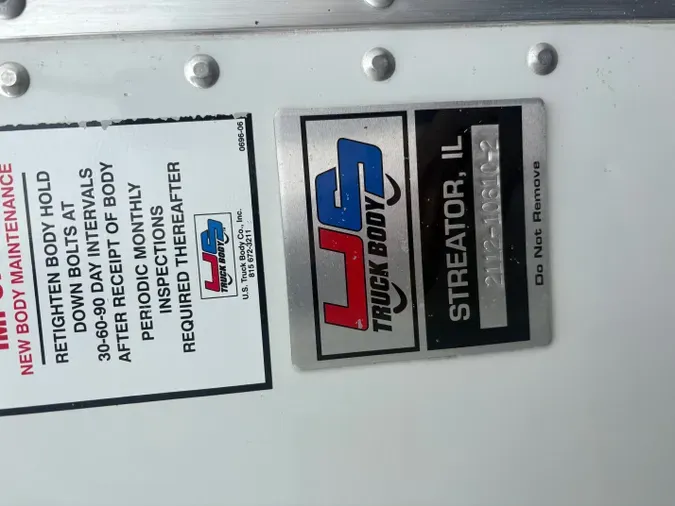 NEW BODY MAINTENANCE
RETIGHTEN BODY HOLD
DOWN BOLTS AT
30-60-90 DAY INTERVALS
AFTER RECEIPT OF BODY
PERIODIC MONTHLY
INSPECTIONS
REQUIRED THEREAFTER
US
TRUCK BODY
U.S. Truck Body Co., Inc.
815 672-3211
0696-06
US
TRUCK BODY
STREATOR, IL
2112-10610-2
Do Not Remove